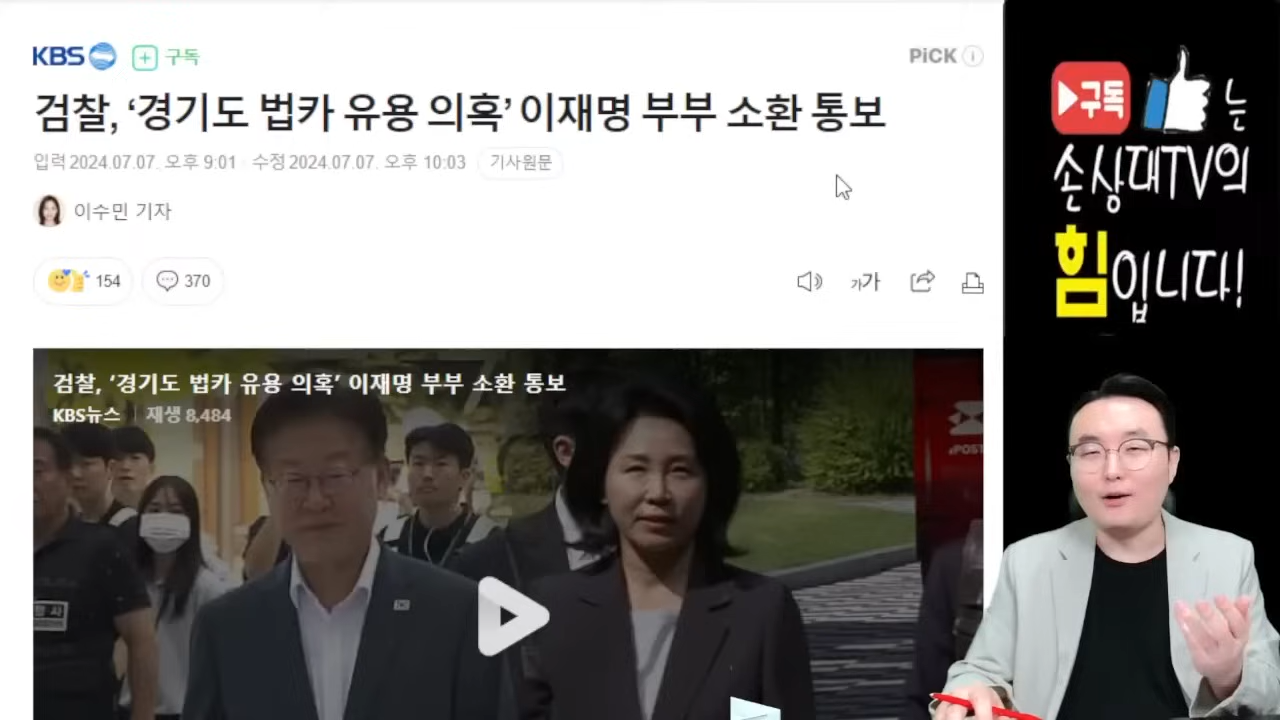 KBS 구독
PiCK i
검찰, ‘경기도 법카 유용 의혹’ 이재명 부부 소환 통보
입력 2024.07.07. 오후 9:01 · 수정 2024.07.07. 오후 10:03 기사원문
이수민 기자
154 370
가가
검찰, ‘경기도 법카 유용 의혹’ 이재명 부부 소환 통보
KBS뉴스 재생 8,484
ePOST
구독 는
손상대TV의
힘입니다!